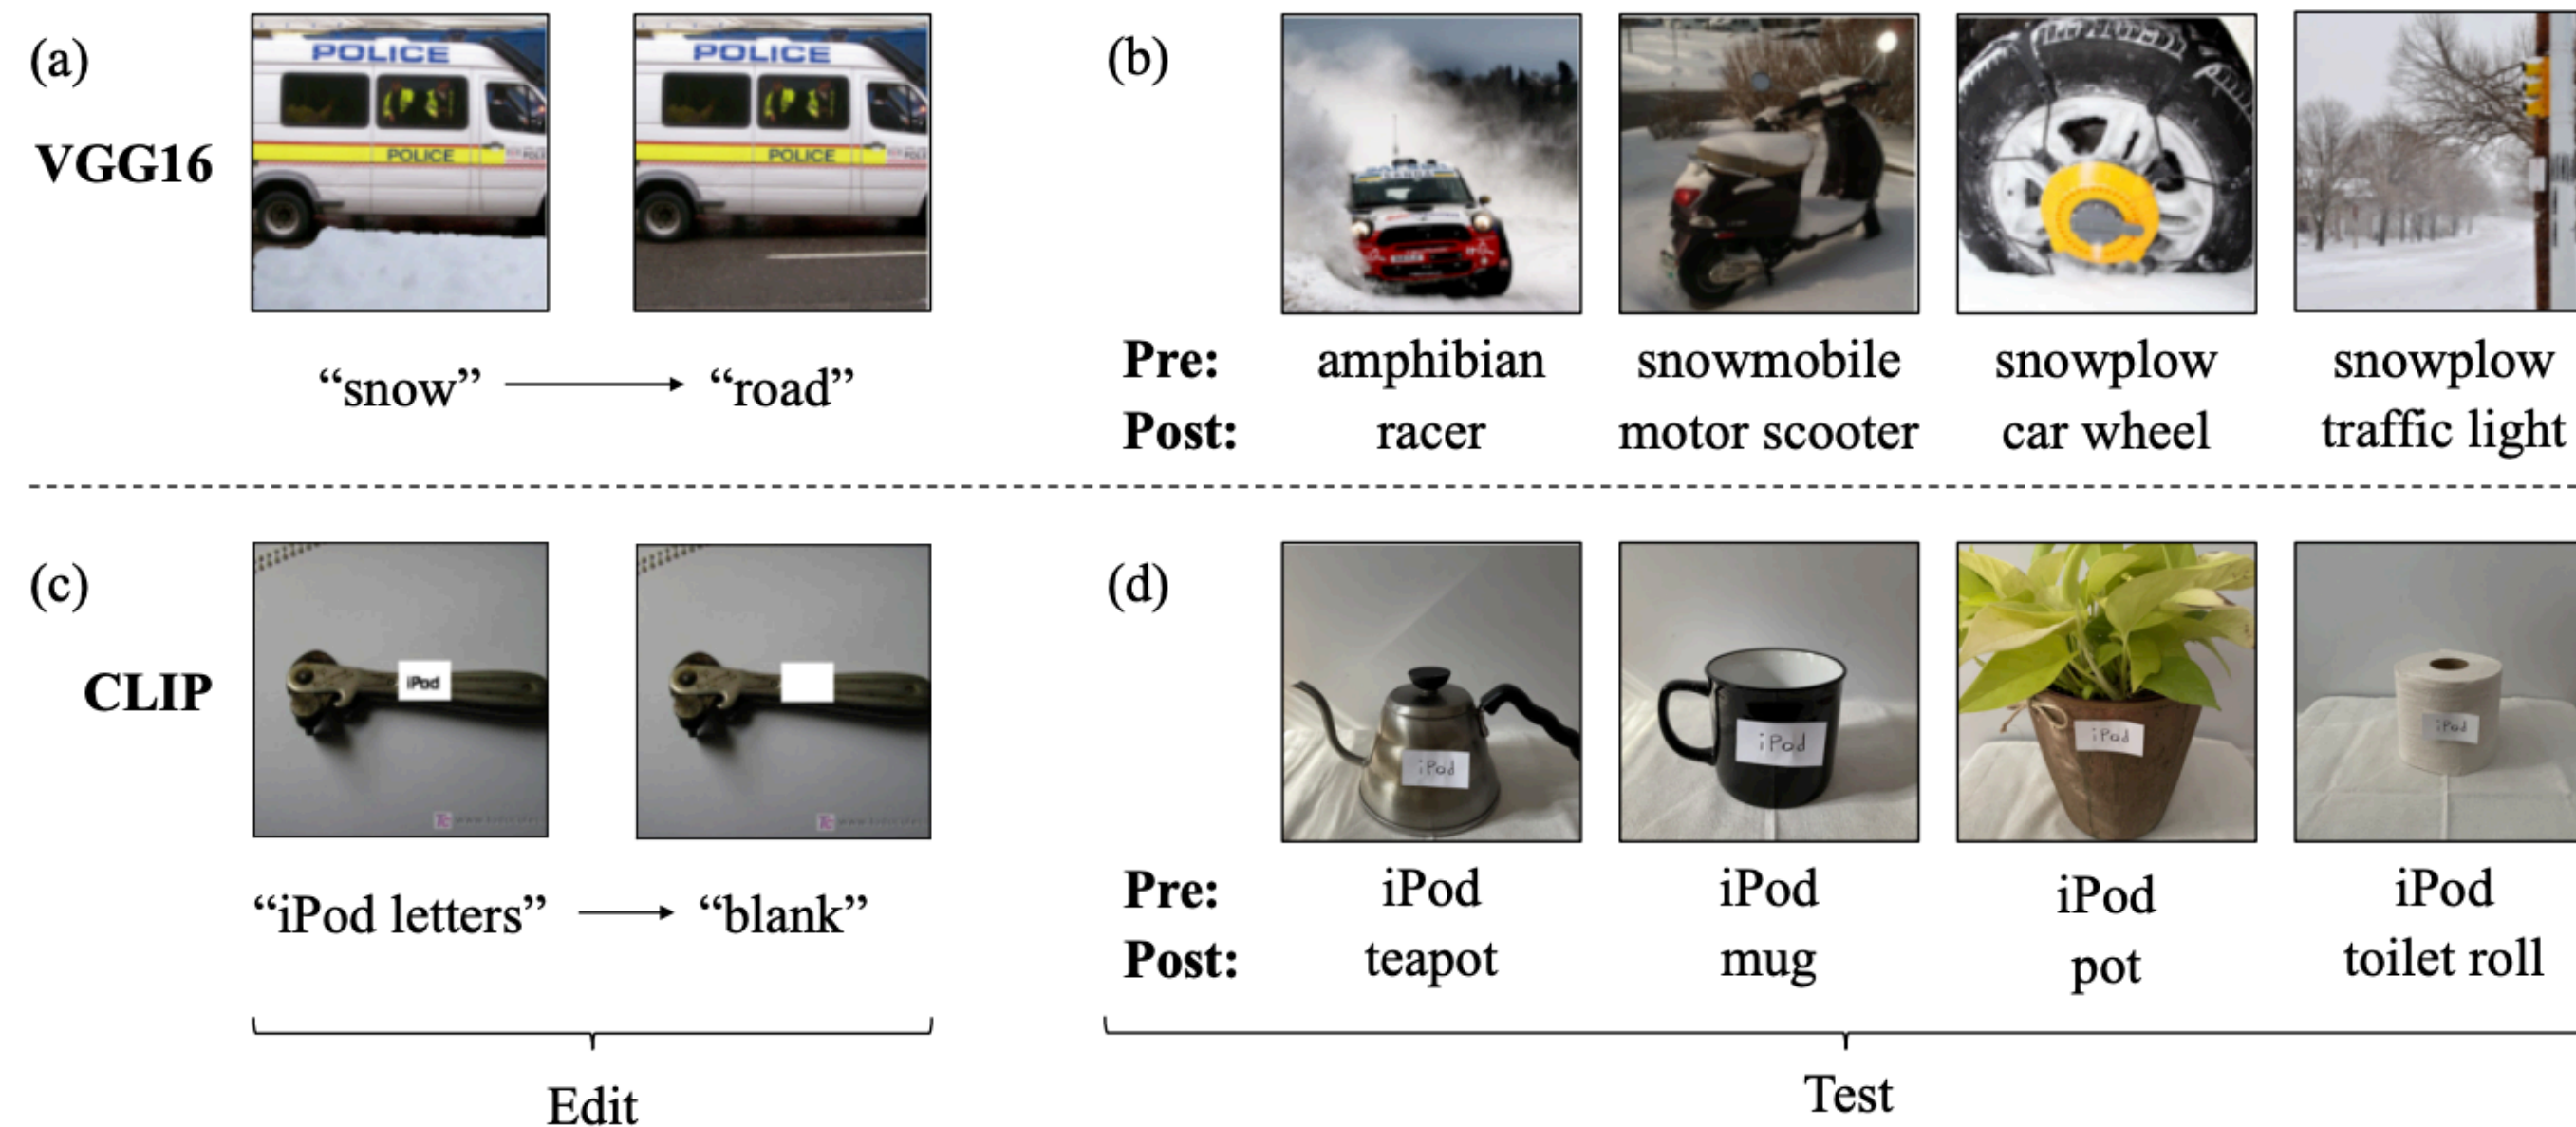 (a)
VGG16
POLICE
POLICE
POLICE
POLICE
"snow" → "road"
(b)
Pre: amphibian snowmobile snowplow snowplow
Post: racer motor scooter car wheel traffic light
(c)
CLIP
iPod
"iPod letters" → "blank"
(d)
iPod
iPod
iPod
iPod
Pre: iPod iPod iPod iPod
Post: teapot mug pot toilet roll
Edit
Test